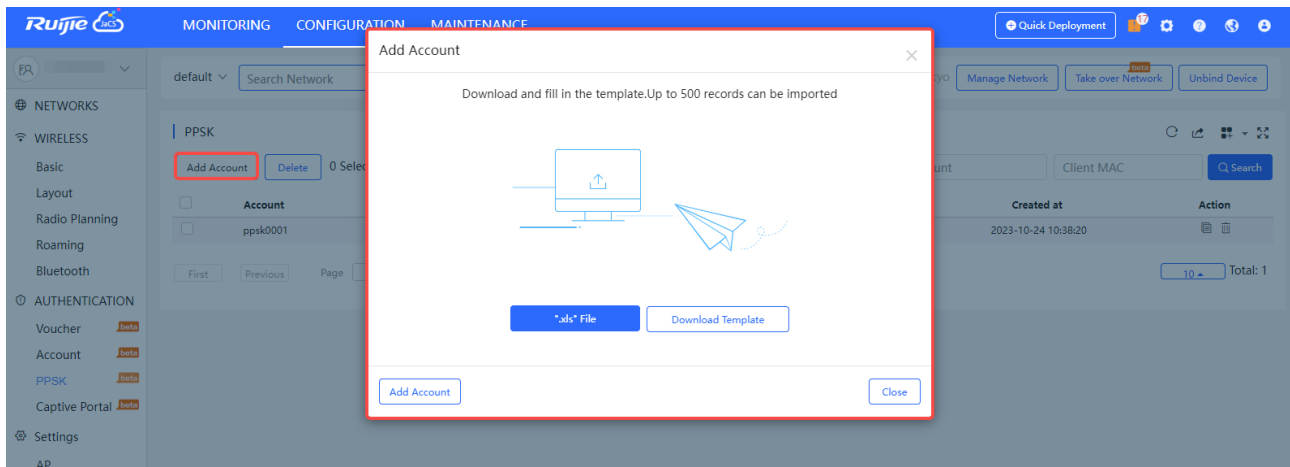 Ruijie JaCS MONITORING CONFIGURATION MAINTENANCE Quick Deployment 17
default Search Network Manage Network Take over Network beta Unbind Device
NETWORKS
WIRELESS
Basic
Layout
Radio Planning
Roaming
Bluetooth
AUTHENTICATION
Voucher beta
Account beta
PPSK beta
Captive Portal beta
Settings
AP
PPSK
Add Account Delete 0 Selec Client MAC Search
Account Created at Action
ppsk0001 2023-10-24 10:38:20
First Previous Page 10 Total: 1
Add Account
Download and fill in the template.Up to 500 records can be imported
".xls" File Download Template
Add Account Close